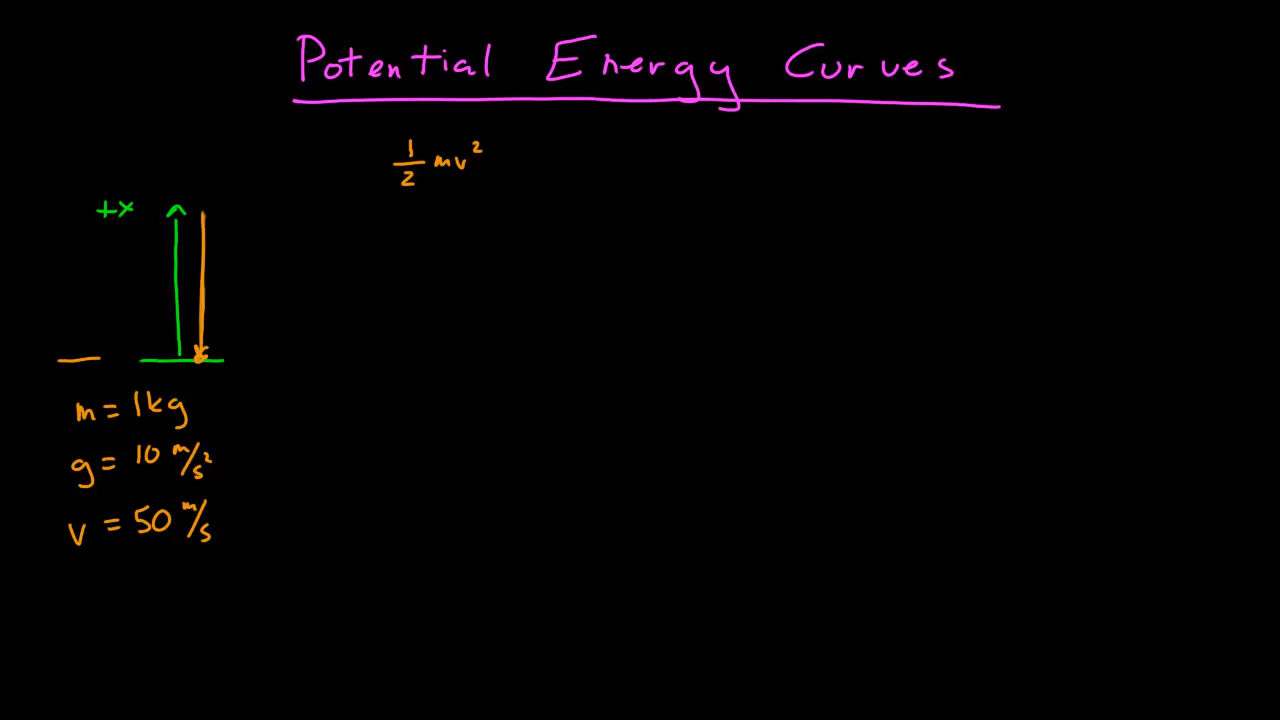 Potential Energy Curves
1/2 mv²
+x
m = 1kg
g = 10 m/s²
v = 50 m/s